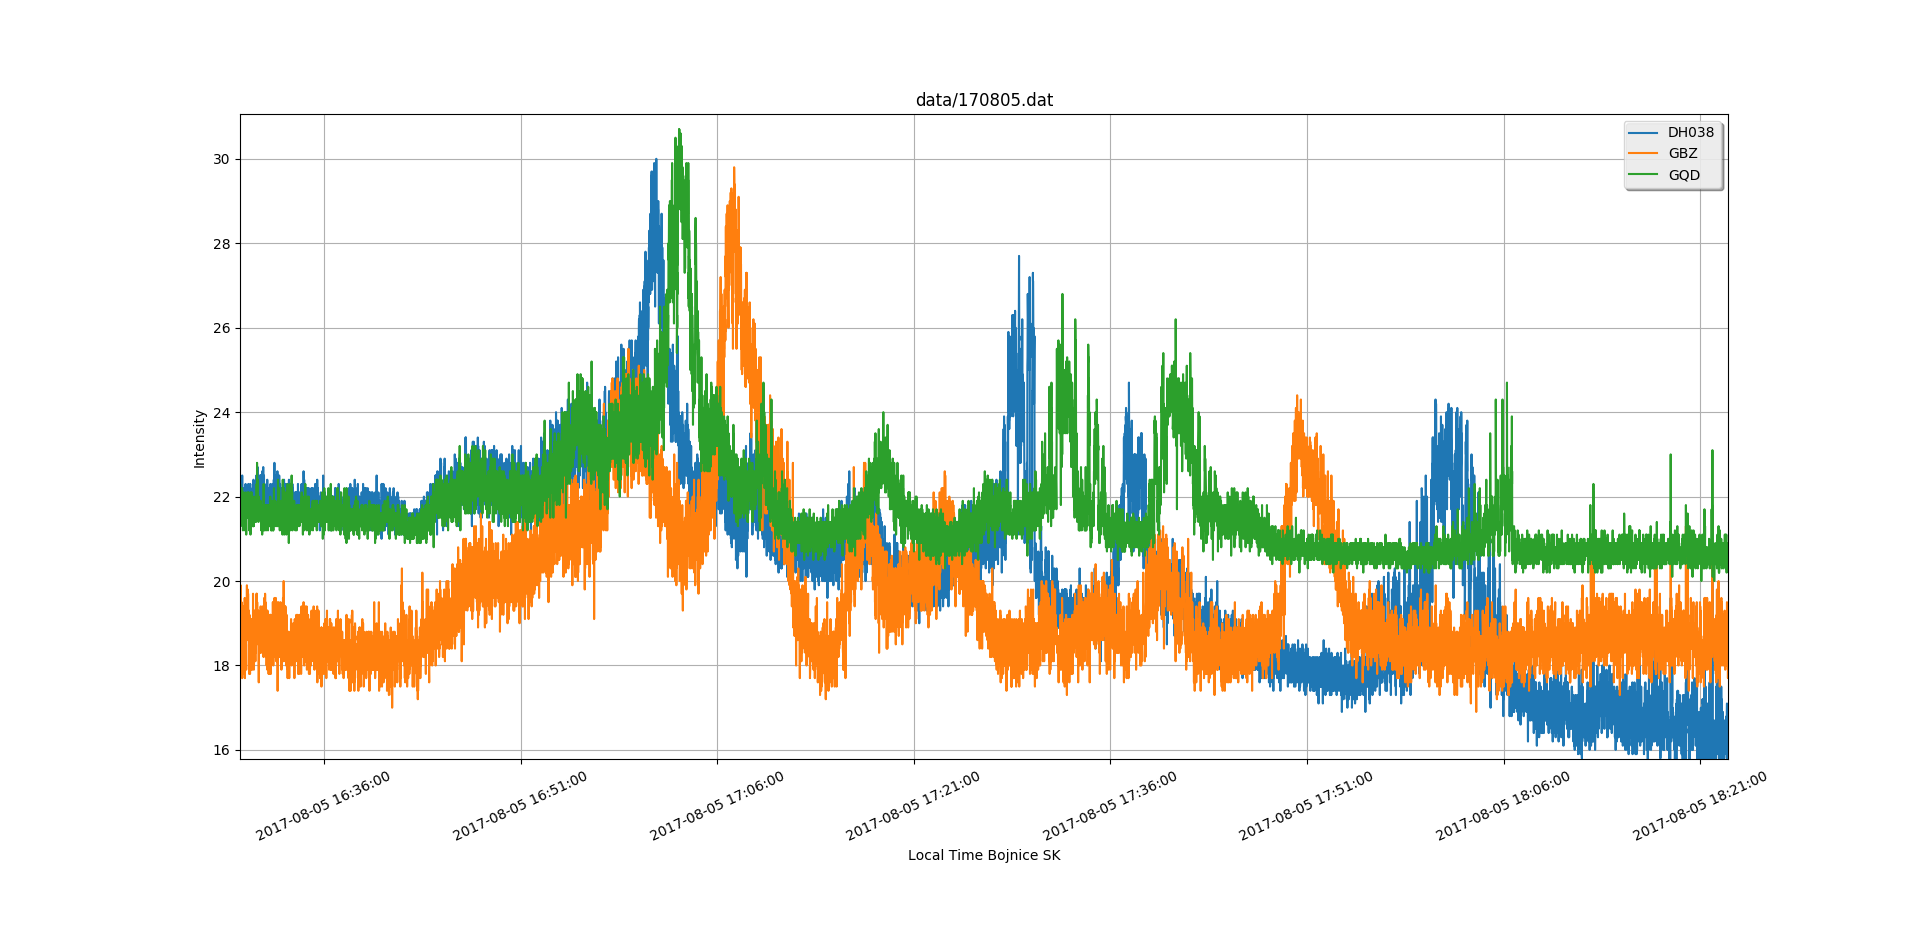 data/170805.dat
DH038
GBZ
GQD
30
28
26
24
22
20
18
16
Intensity
2017-08-05 16:36:00
2017-08-05 16:51:00
2017-08-05 17:06:00
2017-08-05 17:21:00
2017-08-05 17:36:00
2017-08-05 17:51:00
2017-08-05 18:06:00
2017-08-05 18:21:00
Local Time Bojnice SK